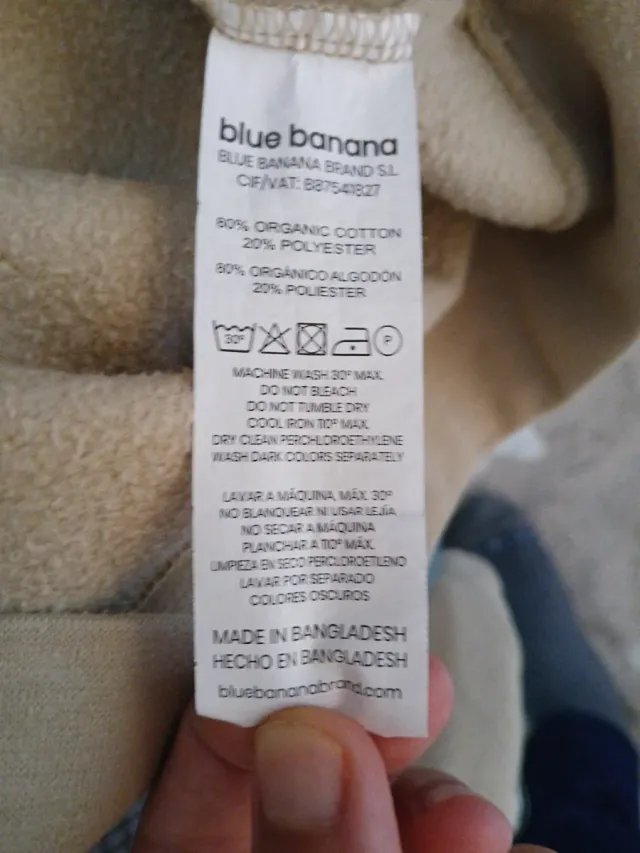 blue banana
BLUE BANANA BRAND S.L
CIF/VAT: B87541827
80% ORGANIC COTTON
20% POLYESTER
80% ORGÁNICO ALGODÓN
20% POLIESTER
30°
P
MACHINE WASH 30° MAX.
DO NOT BLEACH
DO NOT TUMBLE DRY
COOL IRON 110° MAX.
DRY CLEAN PERCHLOROETHYLENE
WASH DARK COLORS SEPARATELY
LAVAR A MÁQUINA, MÁX. 30°
NO BLANQUEAR NI USAR LEJÍA
NO SECAR A MÁQUINA
PLANCHAR A 110° MÁX.
LIMPIEZA EN SECO PERCLOROETILENO
LAVAR POR SEPARADO
COLORES OSCUROS
MADE IN BANGLADESH
HECHO EN BANGLADESH
bluebananabrand.com